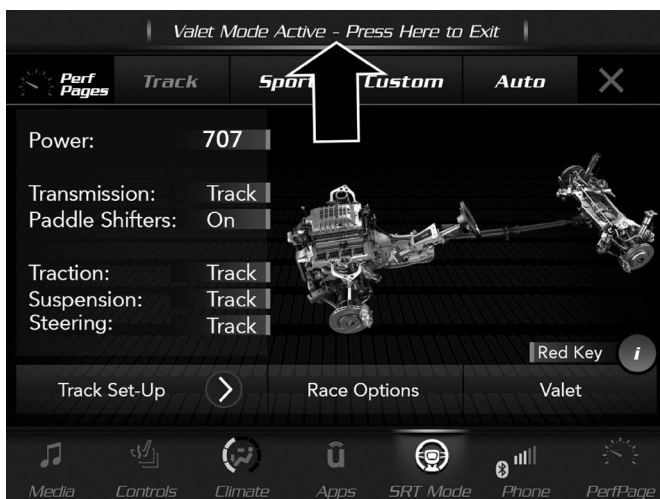 Valet Mode Active - Press Here to Exit
Perf Pages
Track
Sport
Custom
Auto
Power: 707
Transmission: Track
Paddle Shifters: On
Traction: Track
Suspension: Track
Steering: Track
Red Key i
Track Set-Up
Race Options
Valet
Media
Controls
Climate
Apps
SRT Mode
Phone
PerfPage